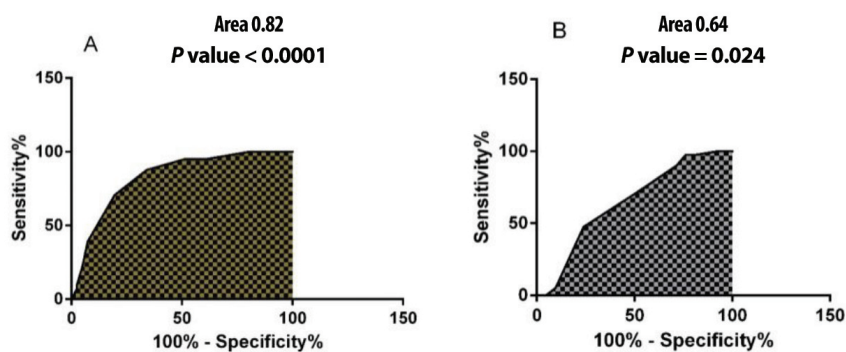 A
Area 0.82
P value < 0.0001
150
100
50
0
Sensitivity%
0 50 100 150
100% - Specificity%
B
Area 0.64
P value = 0.024
150
100
50
0
Sensitivity%
0 50 100 150
100% - Specificity%